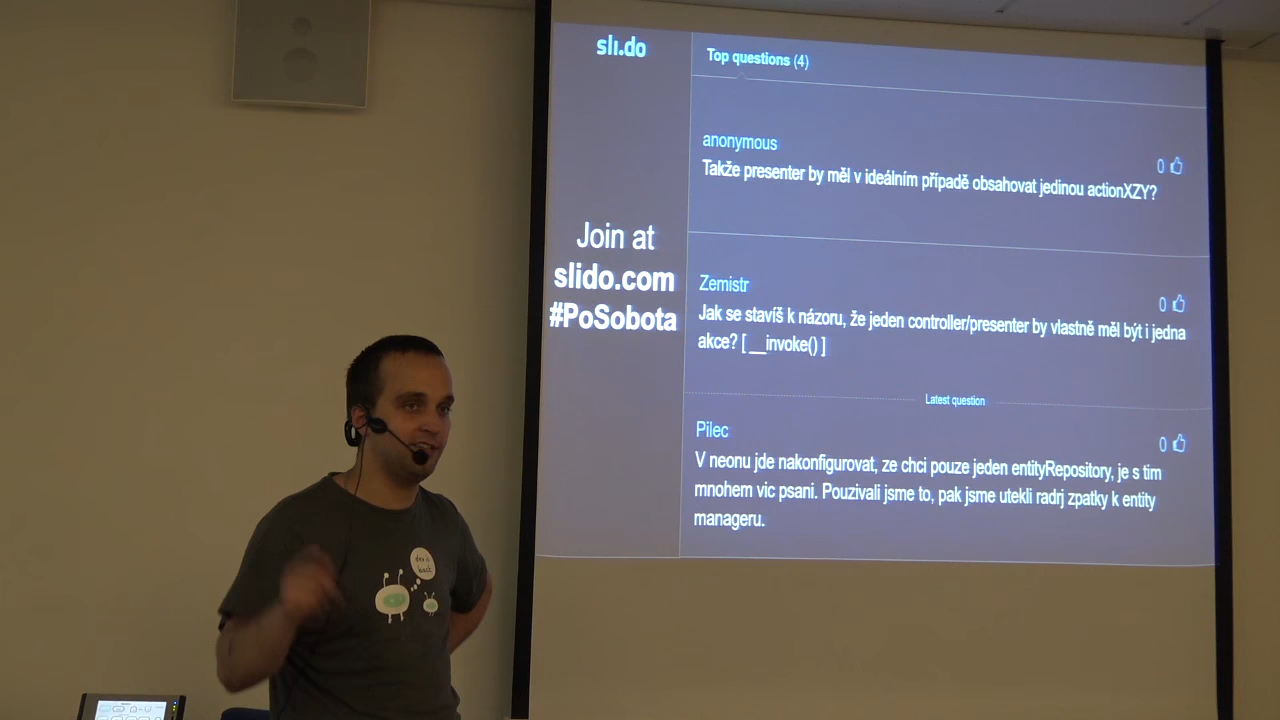 sli.do
Join at
slido.com
#PoSobota
Top questions (4)
anonymous
0
Takže presenter by měl v ideálním případě obsahovat jedinou actionXZY?
Zemistr
0
Jak se stavíš k názoru, že jeden controller/presenter by vlastně měl být i jedna
akce? [ __invoke() ]
Latest question
Pilec
0
V neonu jde nakonfigurovat, ze chci pouze jeden entityRepository, je s tim
mnohem vic psani. Pouzivali jsme to, pak jsme utekli radrj zpatky k entity
manageru.